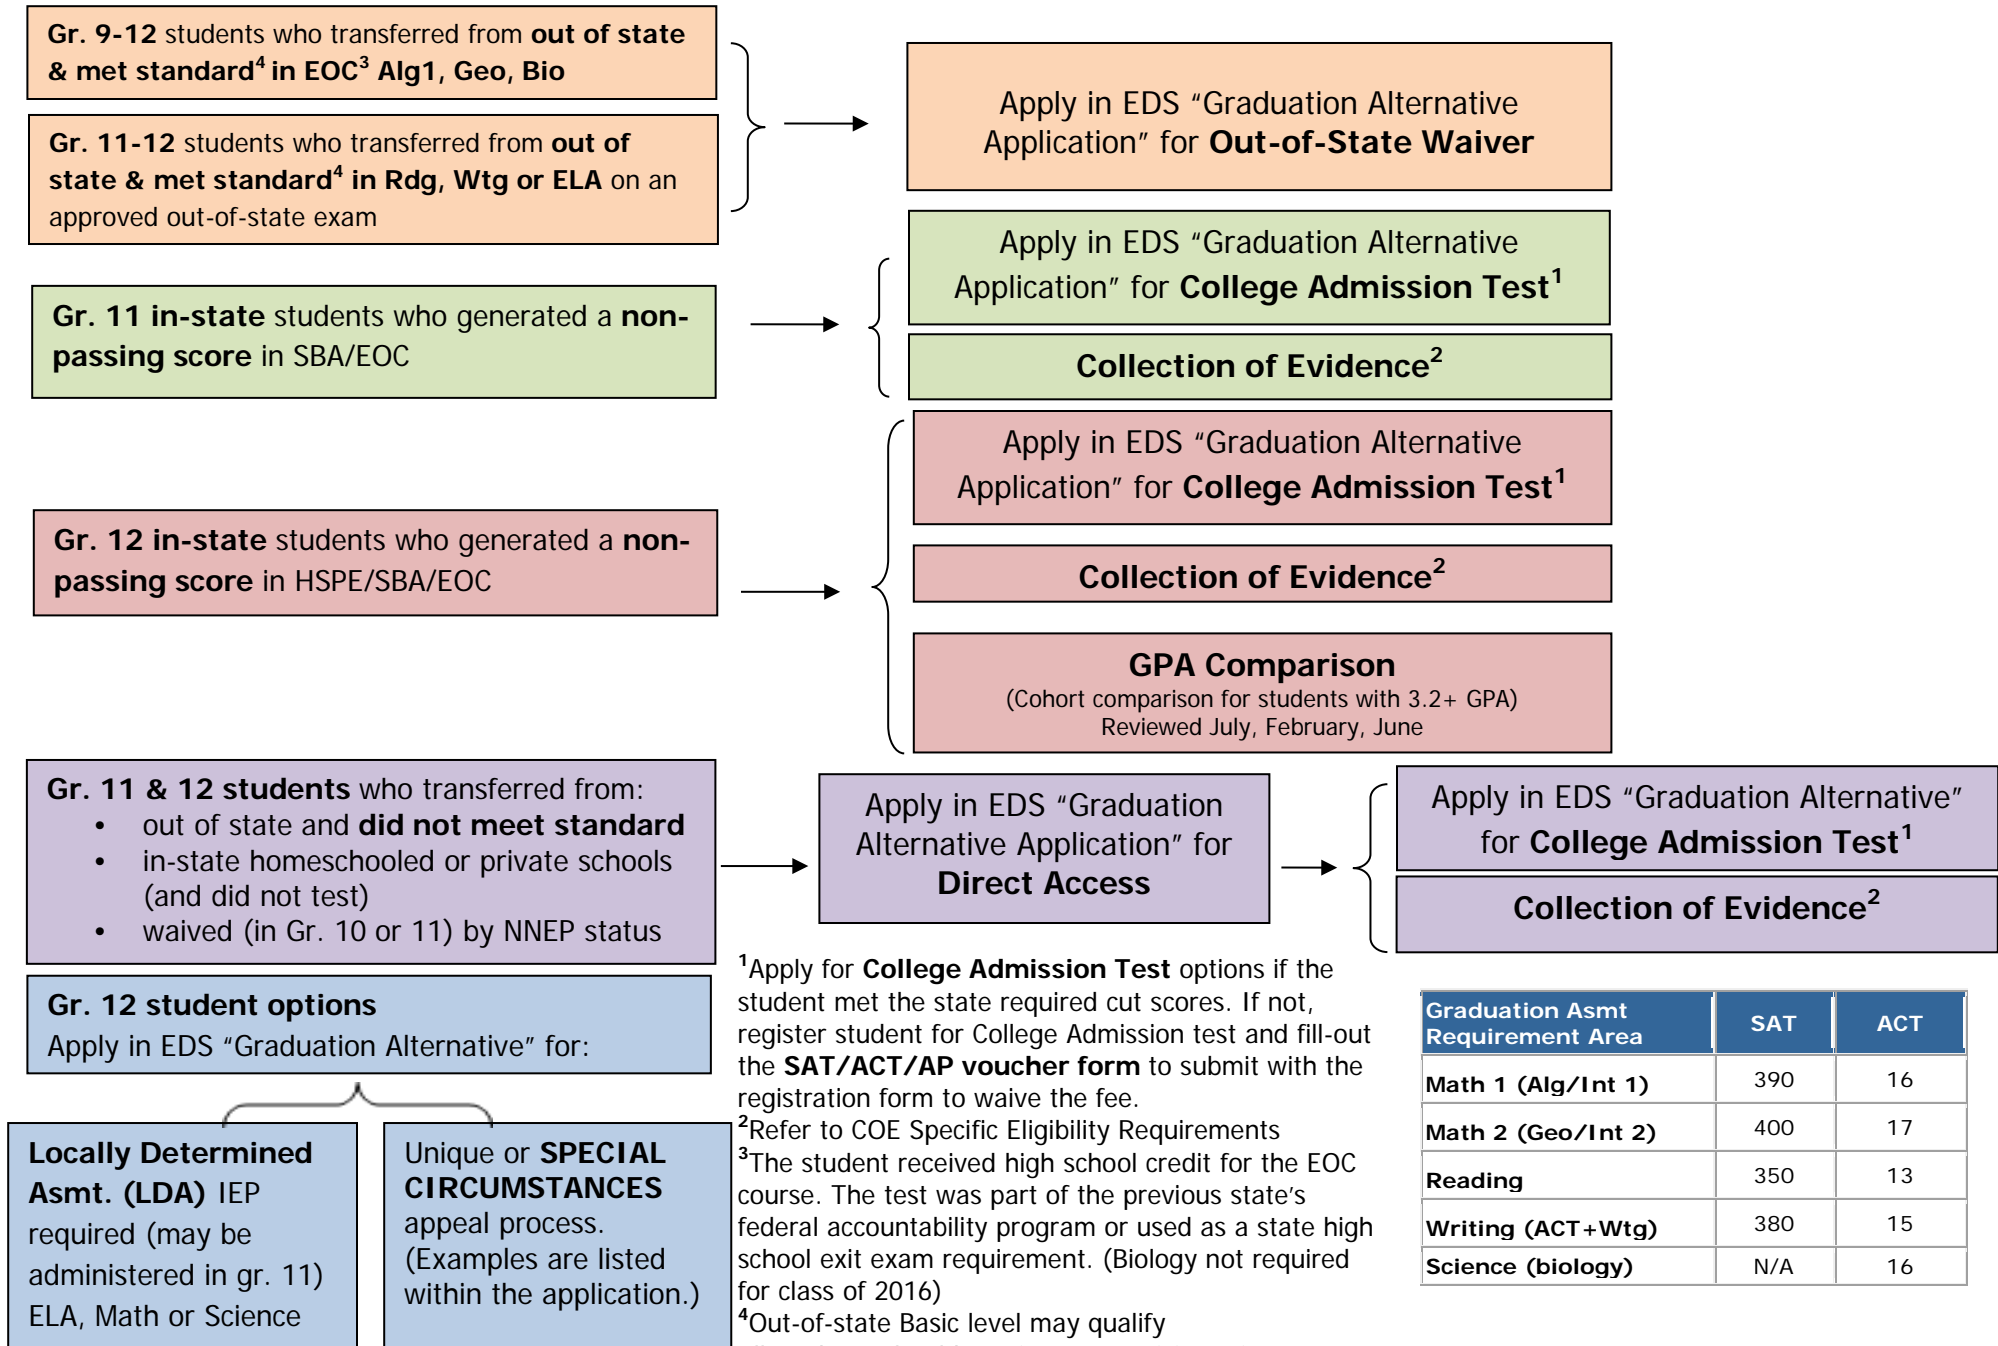 Gr. 9-12 students who transferred from out of state
& met standard4 in EOC3 Alg1, Geo, Bio
Gr. 11-12 students who transferred from out of
state & met standard4 in Rdg, Wtg or ELA on an
approved out-of-state exam
Apply in EDS “Graduation Alternative
Application” for Out-of-State Waiver
Gr. 11 in-state students who generated a non-
passing score in SBA/EOC
Apply in EDS “Graduation Alternative
Application” for College Admission Test1
Collection of Evidence2
Gr. 12 in-state students who generated a non-
passing score in HSPE/SBA/EOC
Apply in EDS “Graduation Alternative
Application” for College Admission Test1
Collection of Evidence2
GPA Comparison
(Cohort comparison for students with 3.2+ GPA)
Reviewed July, February, June
Gr. 11 & 12 students who transferred from:
• out of state and did not meet standard
• in-state homeschooled or private schools
(and did not test)
• waived (in Gr. 10 or 11) by NNEP status
Apply in EDS “Graduation
Alternative Application” for
Direct Access
Apply in EDS “Graduation Alternative”
for College Admission Test1
Collection of Evidence2
Gr. 12 student options
Apply in EDS “Graduation Alternative” for:
Locally Determined
Asmt. (LDA) IEP
required (may be
administered in gr. 11)
ELA, Math or Science
Unique or SPECIAL
CIRCUMSTANCES
appeal process.
(Examples are listed
within the application.)
1Apply for College Admission Test options if the
student met the state required cut scores. If not,
register student for College Admission test and fill-out
the SAT/ACT/AP voucher form to submit with the
registration form to waive the fee.
2Refer to COE Specific Eligibility Requirements
3The student received high school credit for the EOC
course. The test was part of the previous state’s
federal accountability program or used as a state high
school exit exam requirement. (Biology not required
for class of 2016)
4Out-of-state Basic level may qualify
Graduation Asmt
Requirement Area SAT ACT
Math 1 (Alg/Int 1) 390 16
Math 2 (Geo/Int 2) 400 17
Reading 350 13
Writing (ACT+Wtg) 380 15
Science (biology) N/A 16